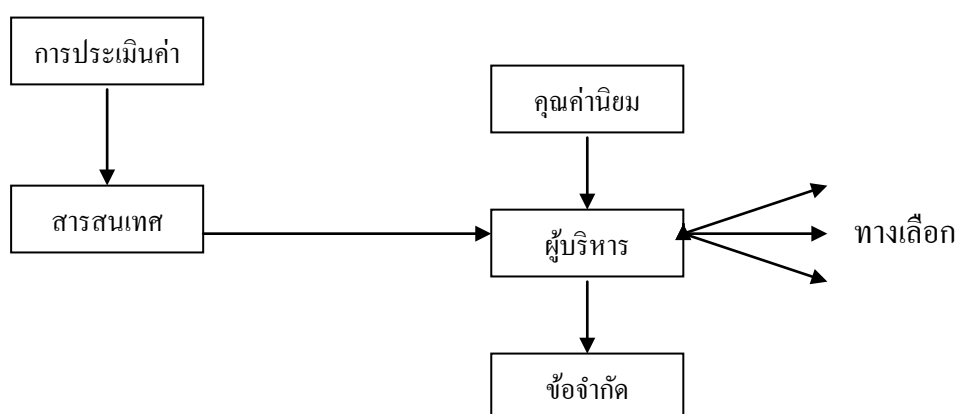 การประเมินค่า
คุณค่านิยม
สารสนเทศ
ผู้บริหาร
ทางเลือก
ข้อจำกัด